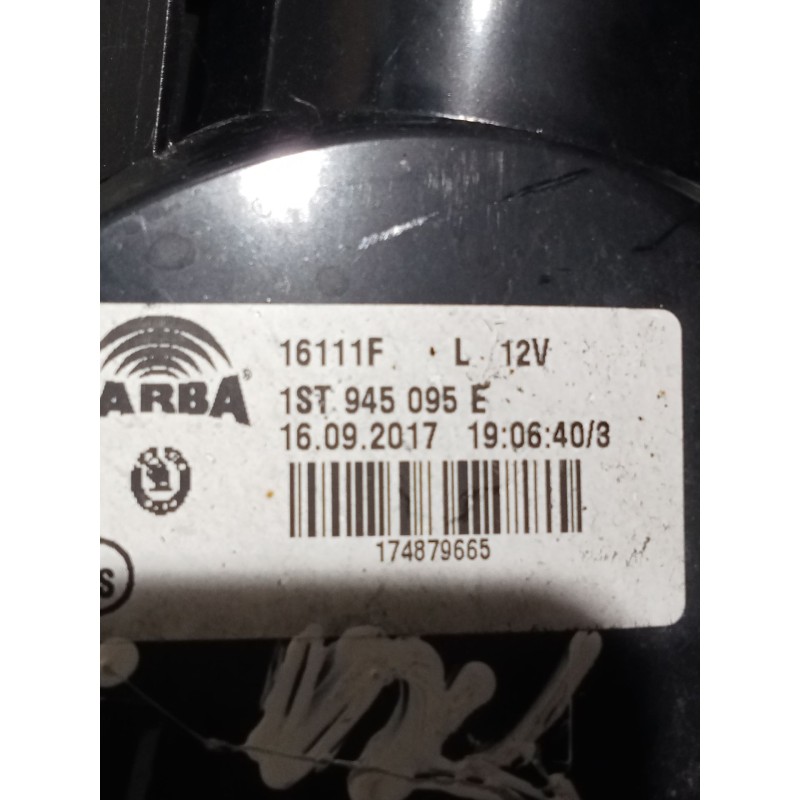 ARBA®
16111F L 12V
1ST 945 095 E
16.09.2017 19:06:40/3
174879665
S